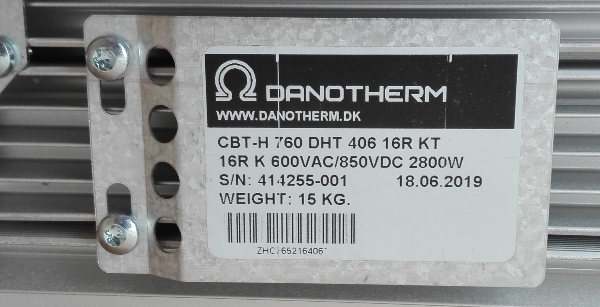 DANOTHERM
WWW.DANOTHERM.DK
CBT-H 760 DHT 406 16R KT
16R K 600VAC/850VDC 2800W
S/N: 414255-001 18.06.2019
WEIGHT: 15 KG.